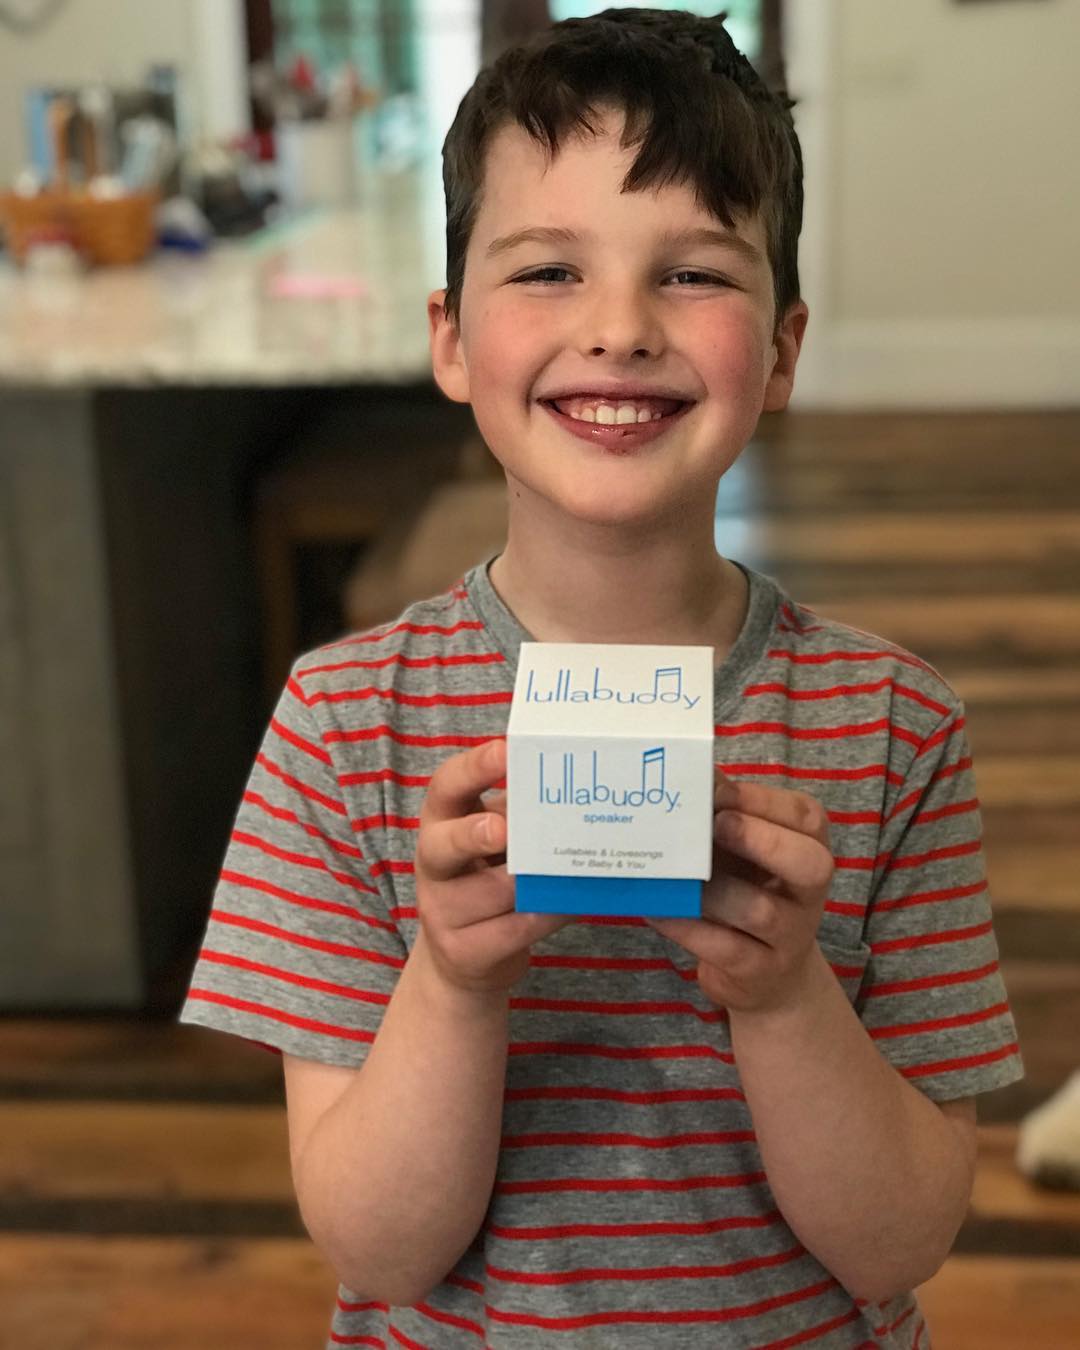 lullabuddy
lullabuddy®
speaker
Lullabies & Lovesongs
for Baby & You